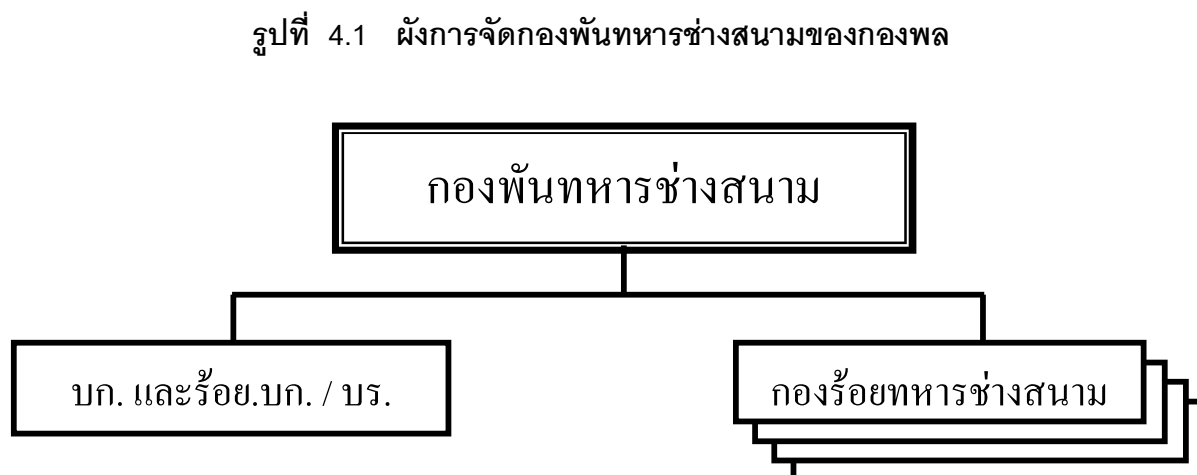 รูปที่ 4.1 ผังการจัดกองพันทหารช่างสนามของกองพล
กองพันทหารช่างสนาม
บก. และร้อย.บก. / บร.
กองร้อยทหารช่างสนาม